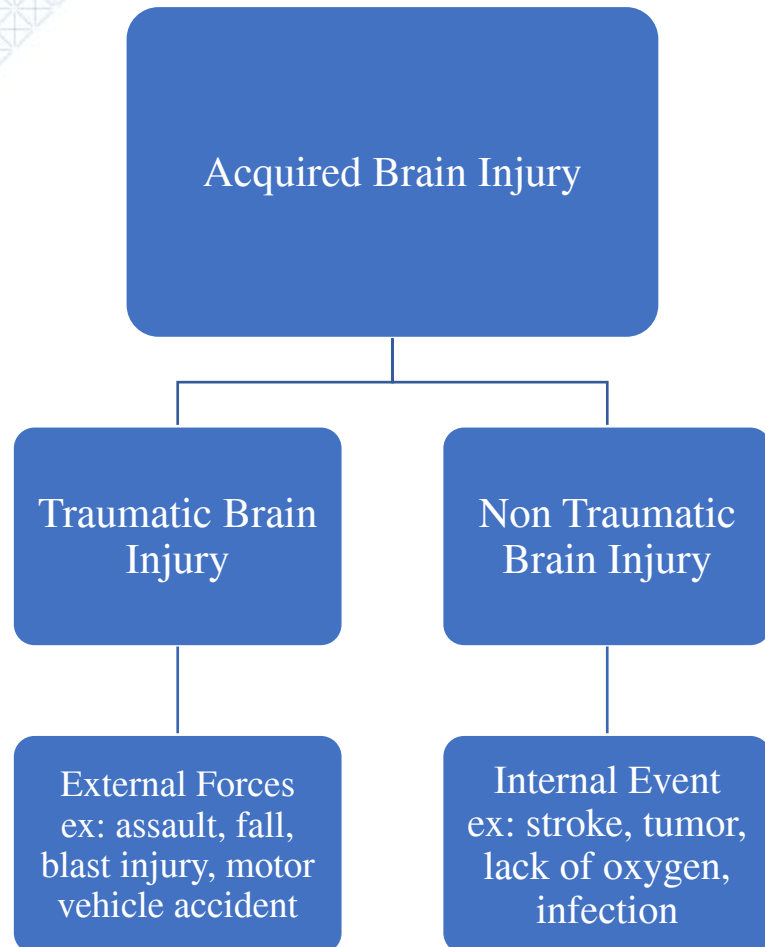 Acquired Brain Injury
Traumatic Brain
Injury
Non Traumatic
Brain Injury
External Forces
ex: assault, fall,
blast injury, motor
vehicle accident
Internal Event
ex: stroke, tumor,
lack of oxygen,
infection